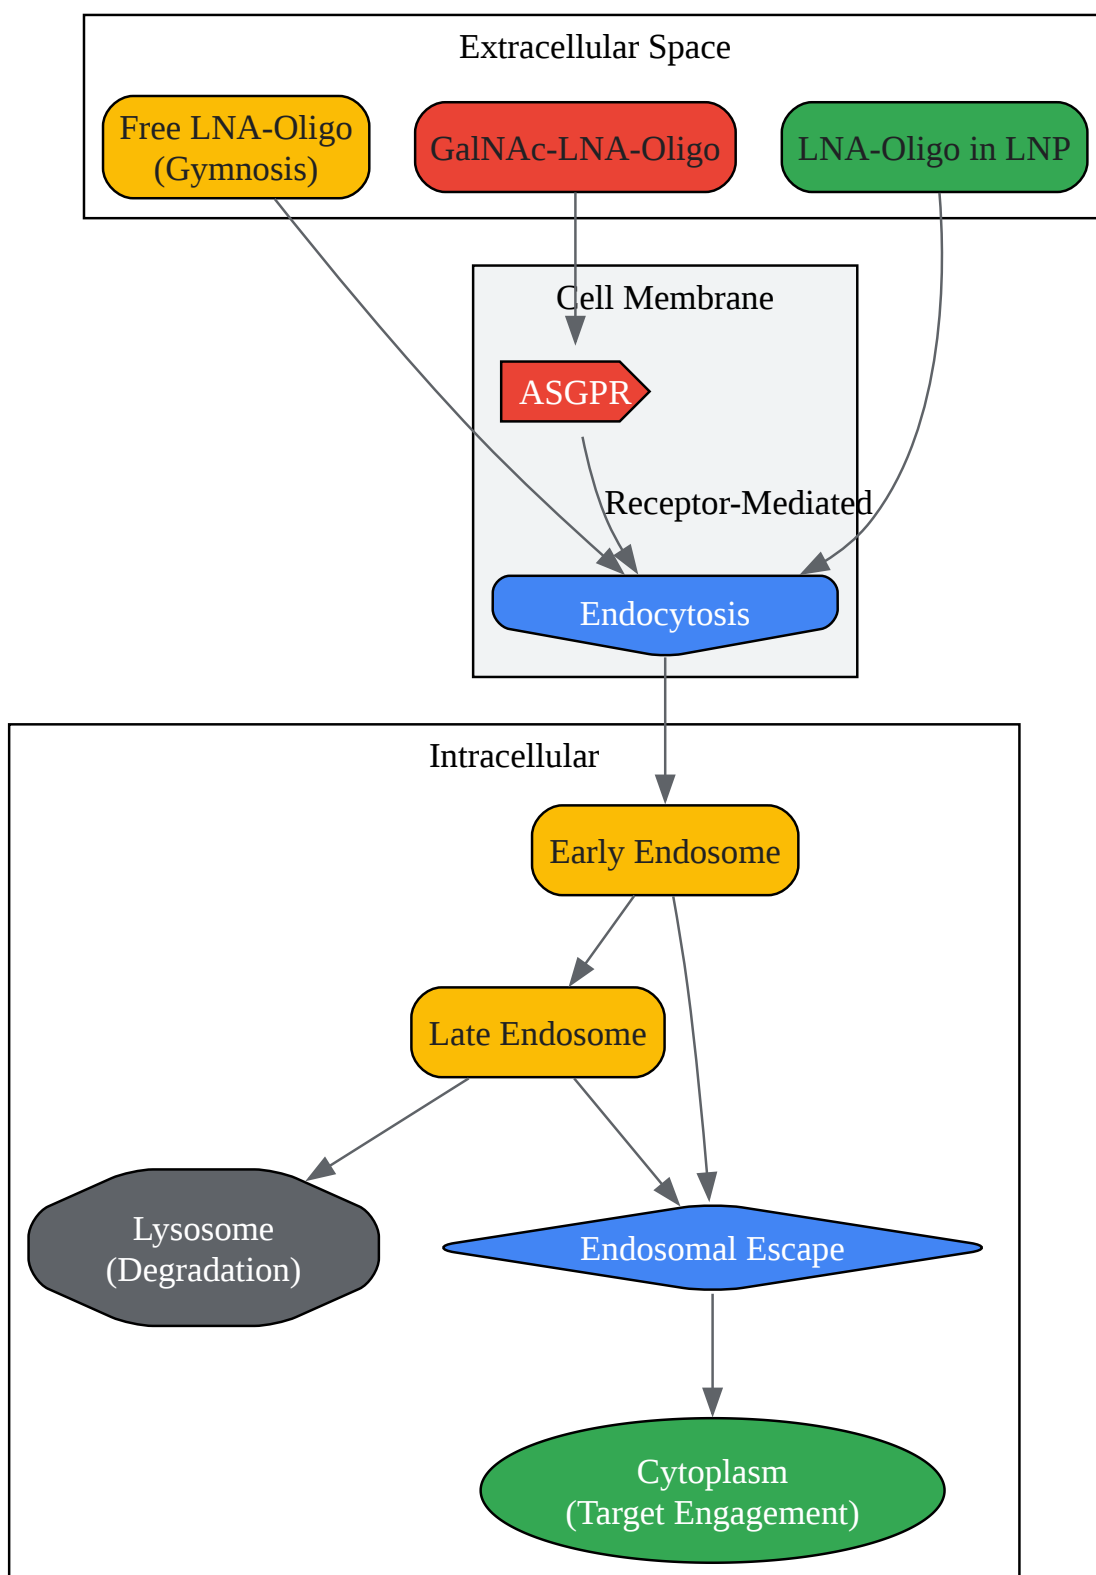 Extracellular Space
Free LNA-Oligo
(Gymnosis)
GalNAc-LNA-Oligo
LNA-Oligo in LNP
Cell Membrane
ASGPR
Receptor-Mediated
Endocytosis
Intracellular
Early Endosome
Late Endosome
Lysosome
(Degradation)
Endosomal Escape
Cytoplasm
(Target Engagement)